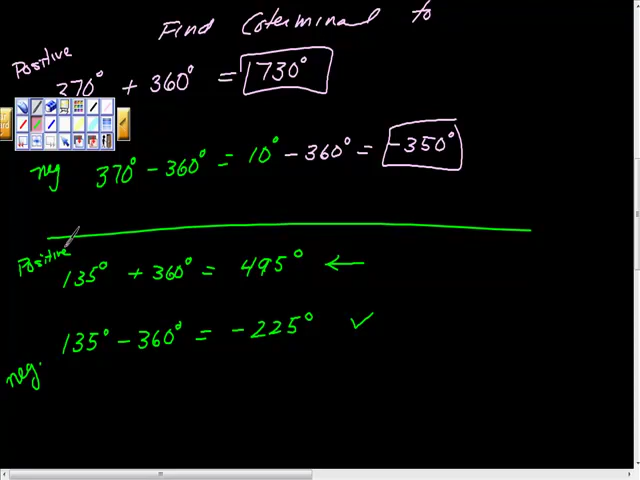 Find Coterminal to
Positive
370° + 360° = 1730°
neg 370° - 360° = 10° - 360° = -350°
Positive
135° + 360° = 495° ←
135° - 360° = -225° ✓
neg.